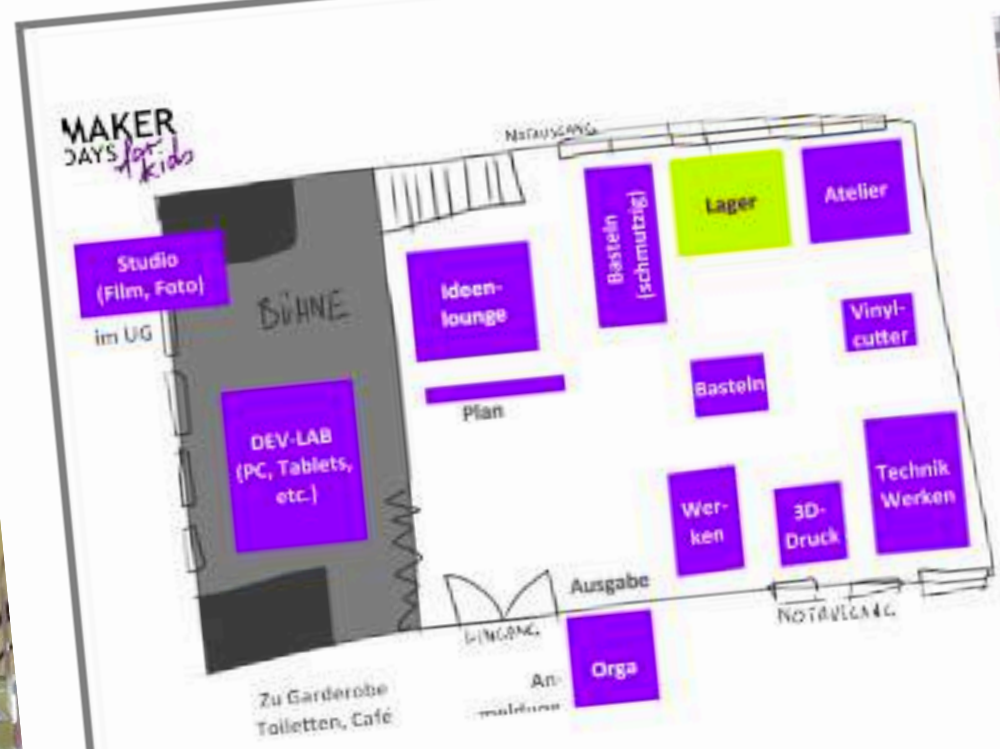 MAKER
DAYS for
kids
NOTAUSGANG
Studio
(Film, Foto)
im UG
BÜHNE
Ideen-
lounge
Plan
Basteln
(schmutzig)
Lager
Atelier
Vinyl-
cutter
Basteln
DEV-LAB
(PC, Tablets,
etc.)
Wer-
ken
3D-
Druck
Technik
Werken
Ausgabe
EINGANG
NOTAUSGANG
Orga
An-
meldung
Zu Garderobe
Toiletten, Café